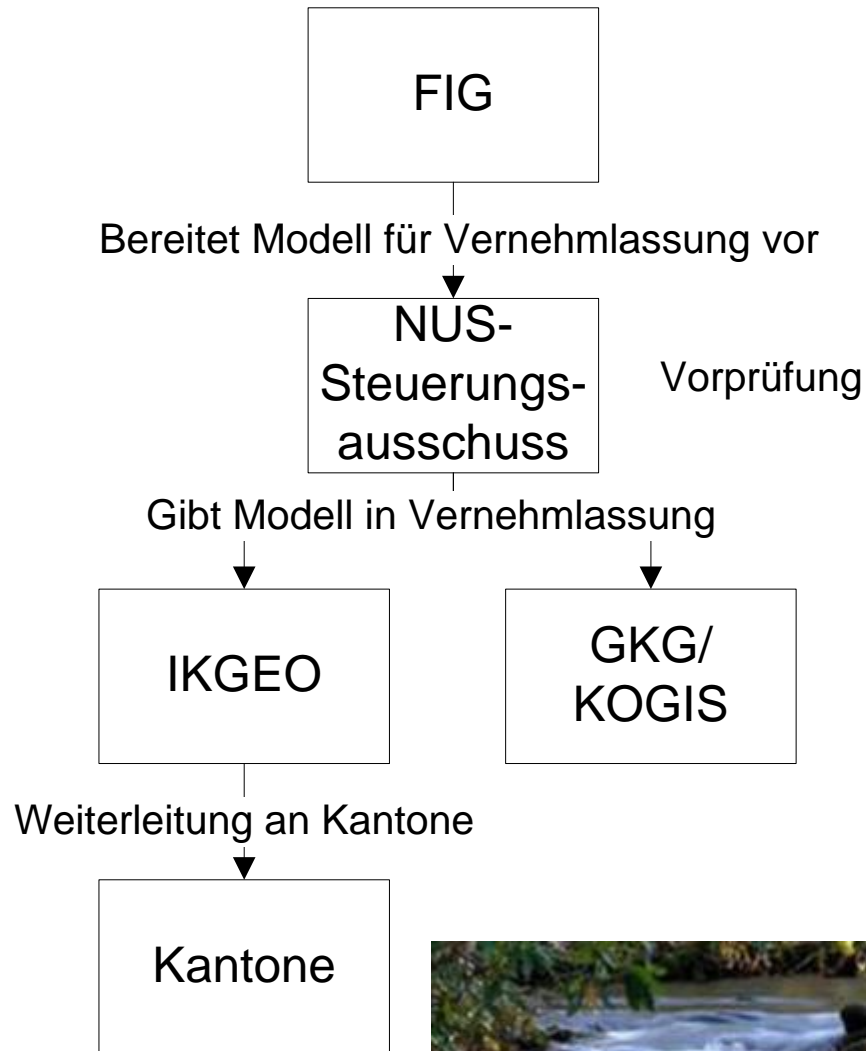 FIG
Bereitet Modell für Vernehmlassung vor
NUS-
Steuerungs-
ausschuss
Vorprüfung
Gibt Modell in Vernehmlassung
IKGEO
GKG/
KOGIS
Weiterleitung an Kantone
Kantone